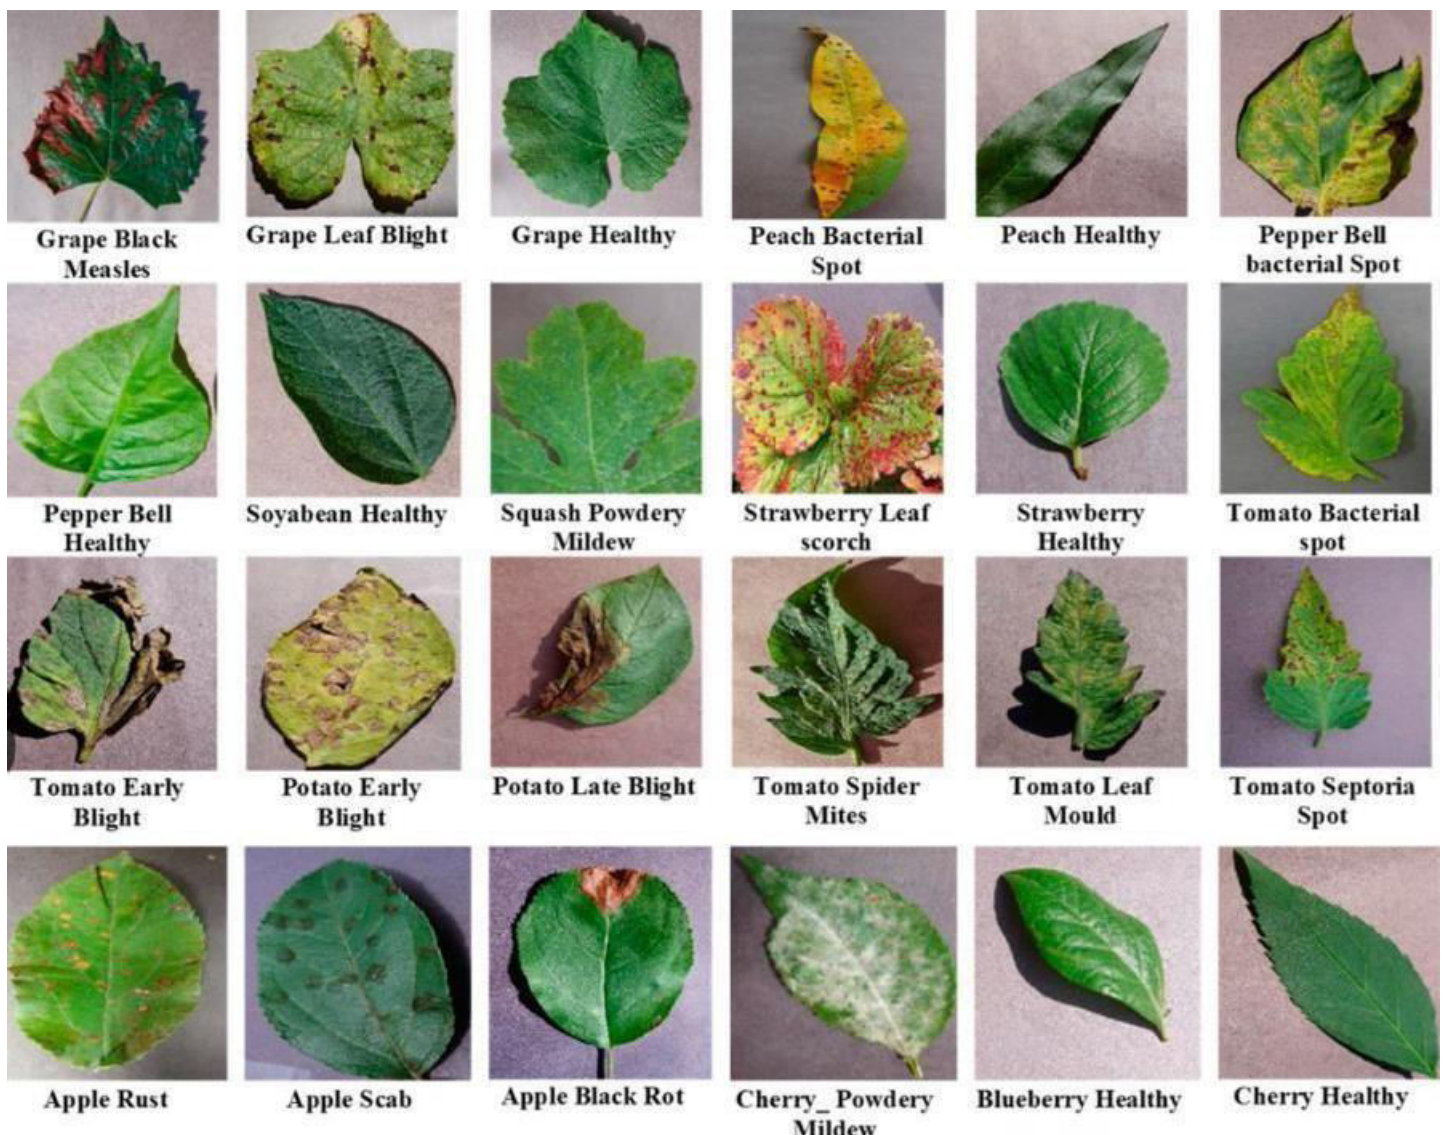 Grape Black
Measles
Grape Leaf Blight
Grape Healthy
Peach Bacterial
Spot
Peach Healthy
Pepper Bell
bacterial Spot
Pepper Bell
Healthy
Soyabean Healthy
Squash Powdery
Mildew
Strawberry Leaf
scorch
Strawberry
Healthy
Tomato Bacterial
spot
Tomato Early
Blight
Potato Early
Blight
Potato Late Blight
Tomato Spider
Mites
Tomato Leaf
Mould
Tomato Septoria
Spot
Apple Rust
Apple Scab
Apple Black Rot
Cherry_ Powdery
Mildew
Blueberry Healthy
Cherry Healthy